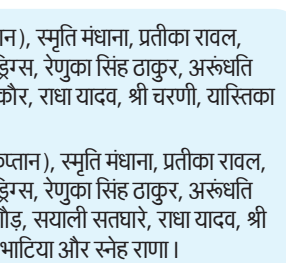 न), स्मृति मंधाना, प्रतीका रावल,
ड्रिग्स, रेणुका सिंह ठाकुर, अरुंधति
कौर, राधा यादव, श्री चरणी, यास्तिका
प्तान), स्मृति मंधाना, प्रतीका रावल,
ड्रिग्स, रेणुका सिंह ठाकुर, अरुंधति
गौड़, सयाली सतघारे, राधा यादव, श्री
भाटिया और स्नेह राणा।